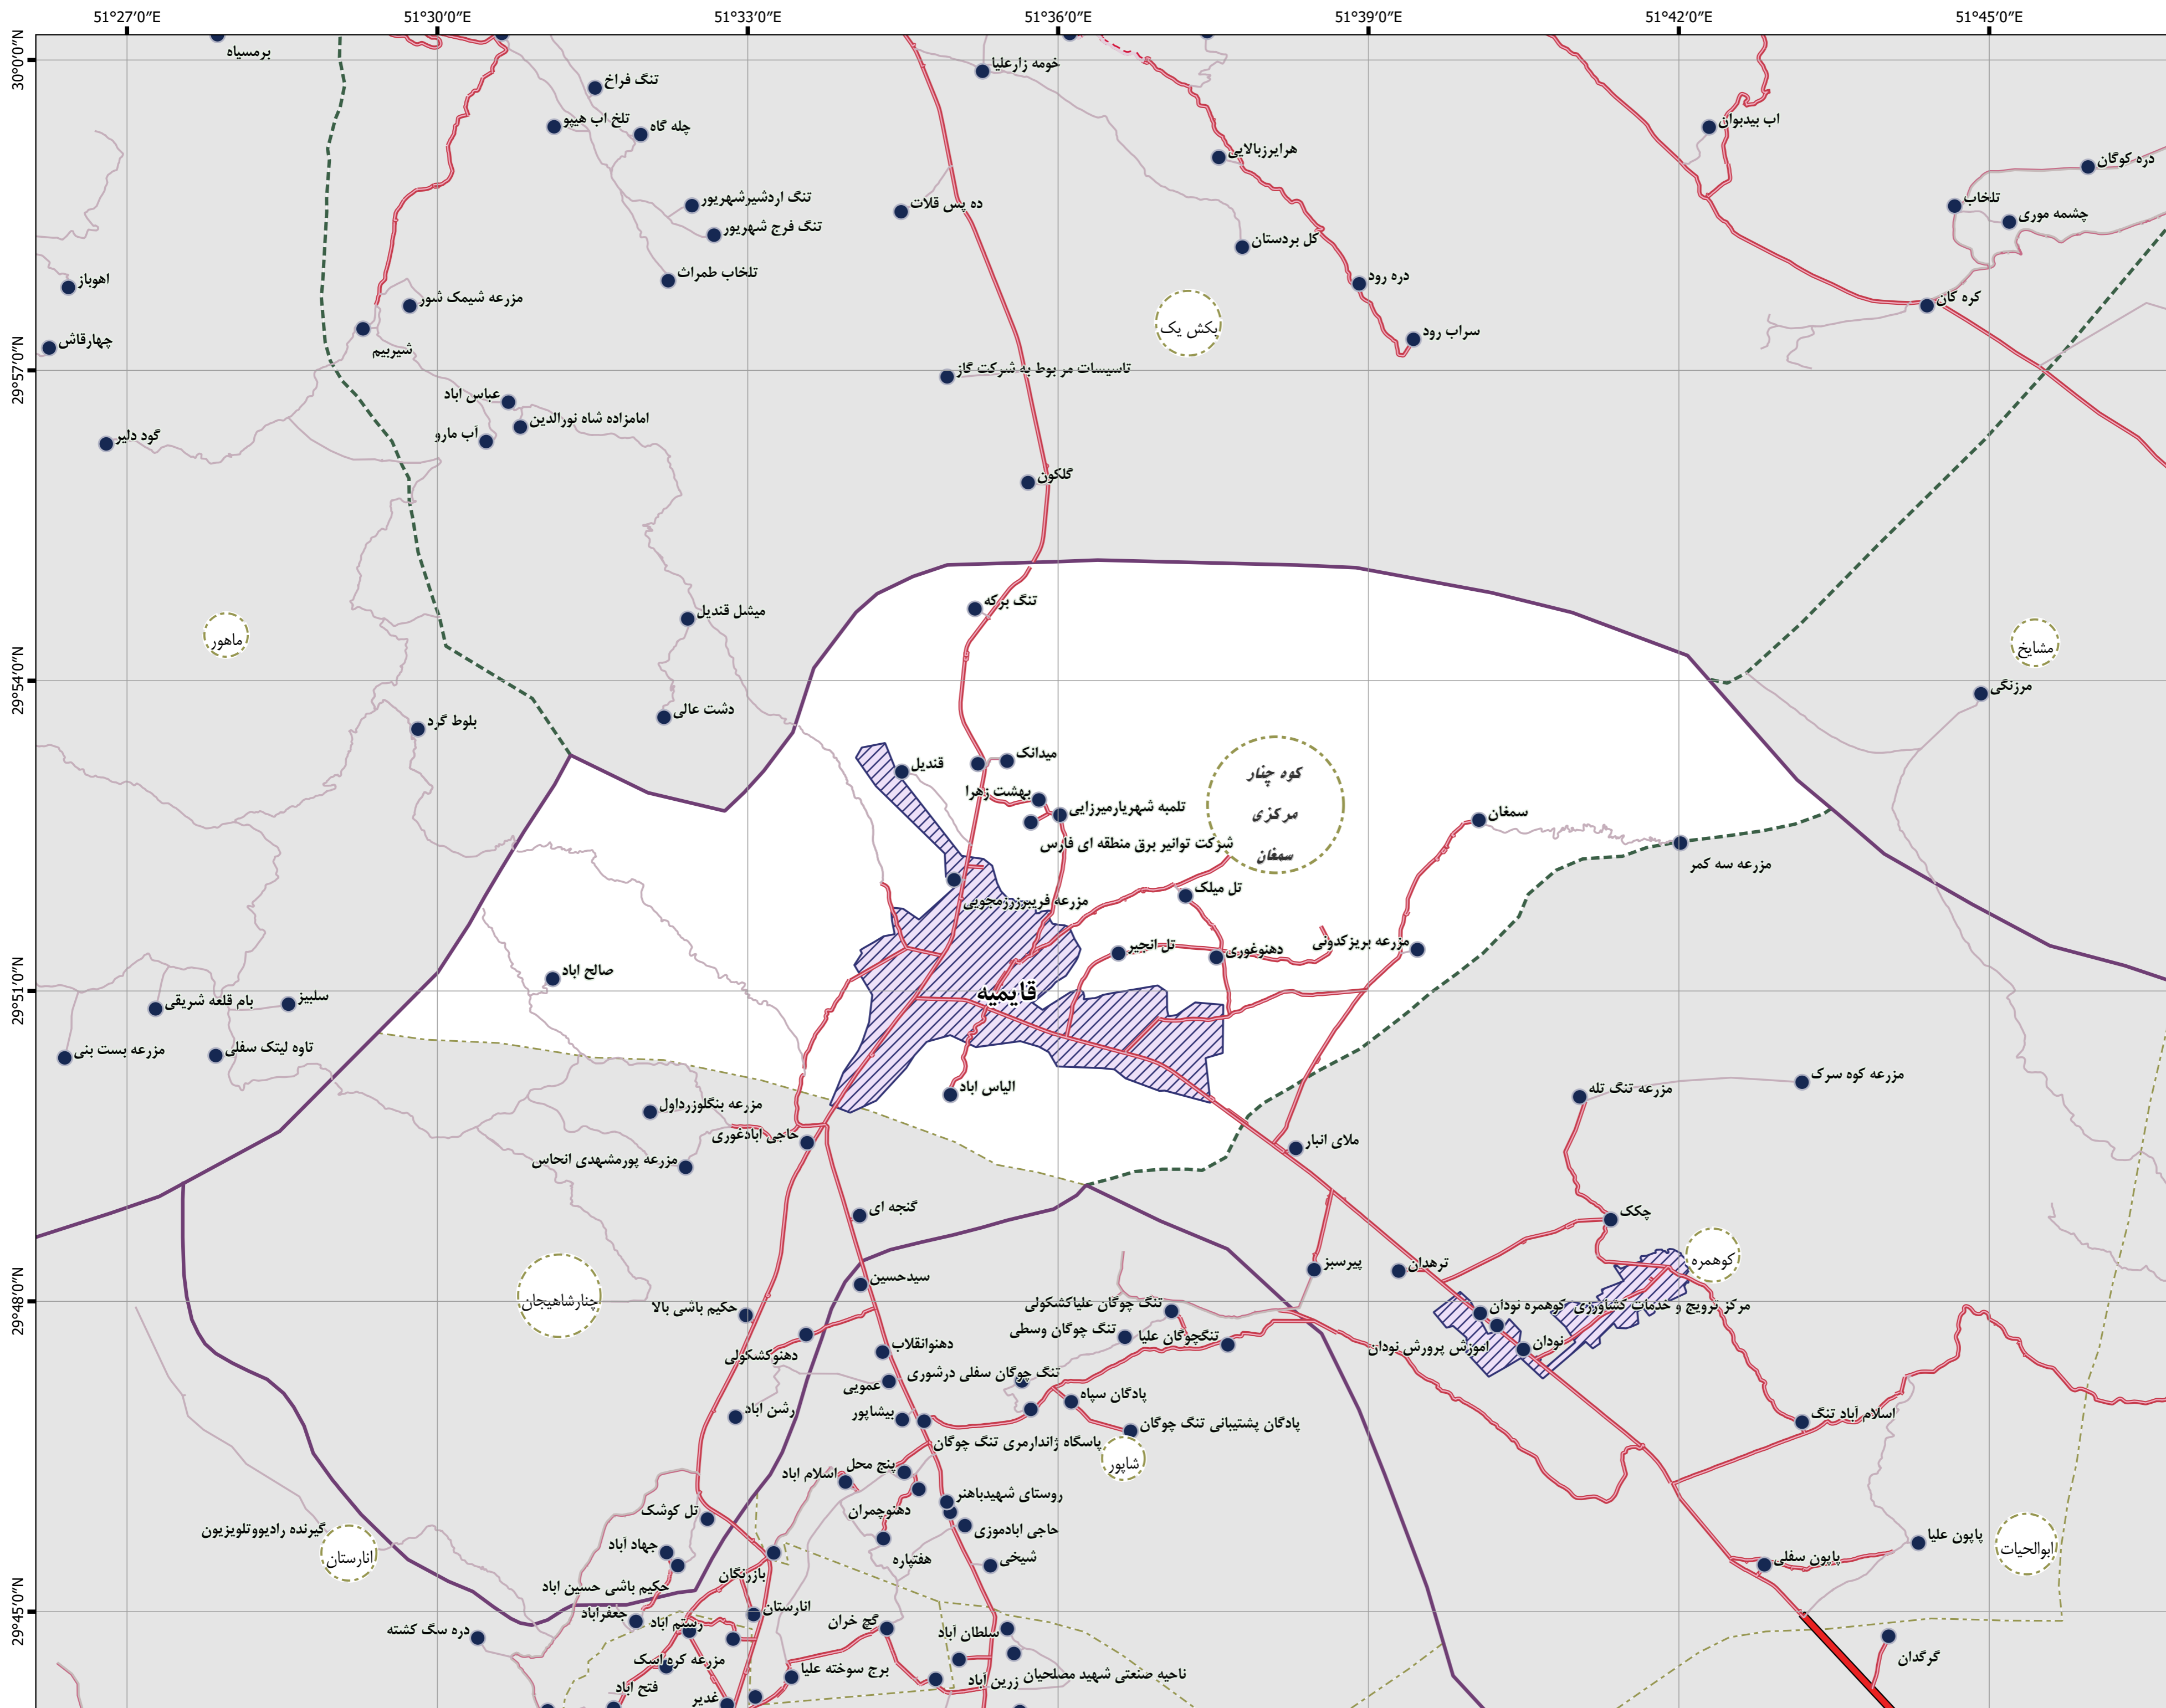 51°27′0″E
51°30′0″E
51°33′0″E
51°36′0″E
51°39′0″E
51°42′0″E
51°45′0″E
30°0′0″N
29°57′0″N
29°54′0″N
29°51′0″N
29°48′0″N
29°45′0″N
برمسیاه
تنگ فراخ
تلخ اب هیپو
چله گاه
خومه زارعلیا
هرایرزبالایی
اب بیدبوان
دره کوگان
تلخاب
چشمه موری
تنگ اردشیرشهریور
تنگ فرج شهریور
ده پس قلات
کل بردستان
تلخاب طمراث
دره رود
اهوباز
مزرعه شیمک شور
کره کان
بکش یک
سراب رود
چهارقاش
شیربیم
تاسیسات مربوط به شرکت گاز
عباس اباد
امامزاده شاه نورالدین
آب مارو
گود دلیر
گلکون
تنگ برکه
میشل قندیل
ماهور
مشایخ
مرزنگی
دشت عالی
بلوط گرد
میدانک
قندیل
بهشت زهرا
تلمبه شهریارمیرزایی
شرکت توانیر برق منطقه ای فارس
کوه چنار
مرکزی
سمغان
سمغان
مزرعه سه کمر
تل میلک
مزرعه فریبرزرزمجویی
تل انجیر
دهنوغوری
مزرعه بریزکدونی
صالح اباد
قایمیه
بام قلعه شریفی
سلبیز
مزرعه بست بنی
تاوه لیتک سفلی
الیاس اباد
مزرعه کوه سرک
مزرعه تنگ تله
مزرعه بنگلوزرداول
حاجی ابادغوری
ملای انبار
مزرعه پورمشهدی انحاس
گنجه ای
چکک
کوهمره
پیرسبز
ترهدان
سیدحسین
چنارشاهیجان
حکیم باشی بالا
تنگ چوگان علیاکشکولی
مرکز ترویج و خدمات کشاورزی کوهمره نودان
تنگ چوگان وسطی
تنگچوگان علیا
دهنوانقلاب
دهنوکشکولی
اموزش پرورش نودان
نودان
تنگ چوگان سفلی درشوری
عمویی
پادگان سپاه
رشن اباد
بیشاپور
پادگان پشتیبانی تنگ چوگان
اسلام آباد تنگ
پاسگاه ژاندارمری تنگ چوگان
شاپور
پنج محل
اسلام اباد
روستای شهیدباهنر
تل کوشک
دهنوچمران
گیرنده رادیووتلویزیون
انارستان
حاجی ابادموزی
جهاد آباد
هفتپاره
شیخی
پاپون علیا
ابوالحیات
پاپون سفلی
بازرنگان
حکیم باشی حسین اباد
جعفرآباد
انارستان
رستم اباد
گچ خران
سلطان آباد
دره سگ کشته
گرگدان
مزرعه کره اسک
برج سوخته علیا
ناحیه صنعتی شهید مصلحیان
زرین آباد
فتح اباد
غدیر